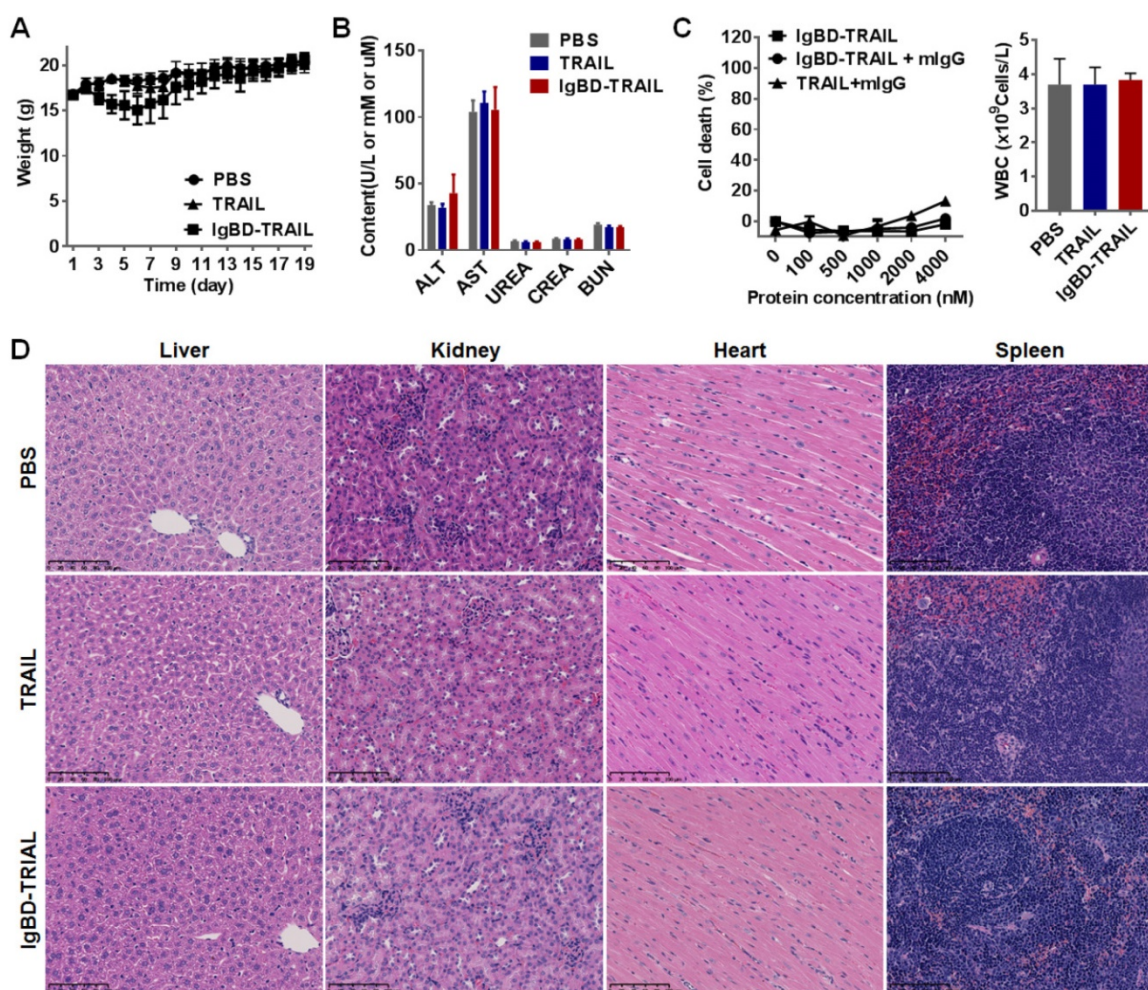 A
Weight (g)
25
20
15
10
5
0
PBS
TRAIL
IgBD-TRAIL
1 3 5 7 9 11 13 15 17 19
Time (day)
B
Content(U/L or mM or uM)
150
100
50
0
PBS
TRAIL
IgBD-TRAIL
ALT AST UREA CREA BUN
C
Cell death (%)
120
100
80
60
40
20
0
IgBD-TRAIL
IgBD-TRAIL + mIgG
TRAIL+mIgG
0 100 500 1000 2000 4000
Protein concentration (nM)
WBC (x10⁹Cells/L)
5
4
3
2
1
0
PBS TRAIL IgBD-TRAIL
D
Liver Kidney Heart Spleen
PBS
TRAIL
IgBD-TRIAL